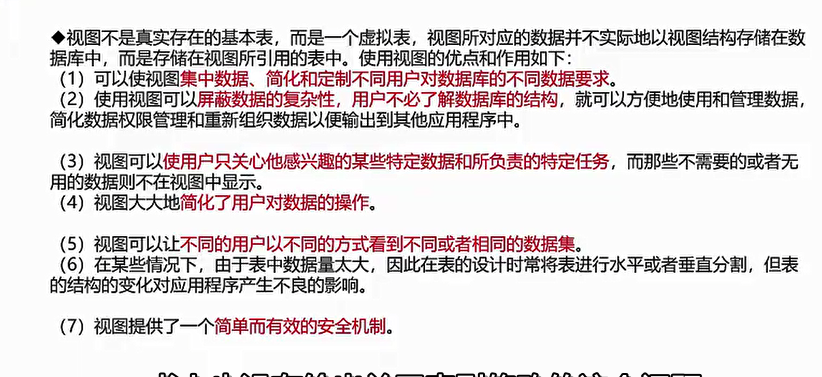 ◆视图不是真实存在的基本表，而是一个虚拟表，视图所对应的数据并不实际地以视图结构存储在数
据库中，而是存储在视图所引用的表中。使用视图的优点和作用如下：
（1）可以使视图集中数据、简化和定制不同用户对数据库的不同数据要求。
（2）使用视图可以屏蔽数据的复杂性，用户不必了解数据库的结构，就可以方便地使用和管理数据，
简化数据权限管理和重新组织数据以便输出到其他应用程序中。
（3）视图可以使用户只关心他感兴趣的某些特定数据和所负责的特定任务，而那些不需要的或者无
用的数据则不在视图中显示。
（4）视图大大地简化了用户对数据的操作。
（5）视图可以让不同的用户以不同的方式看到不同或者相同的数据集。
（6）在某些情况下，由于表中数据量太大，因此在表的设计时常将表进行水平或者垂直分割，但表
的结构的变化对应用程序产生不良的影响。
（7）视图提供了一个简单而有效的安全机制。